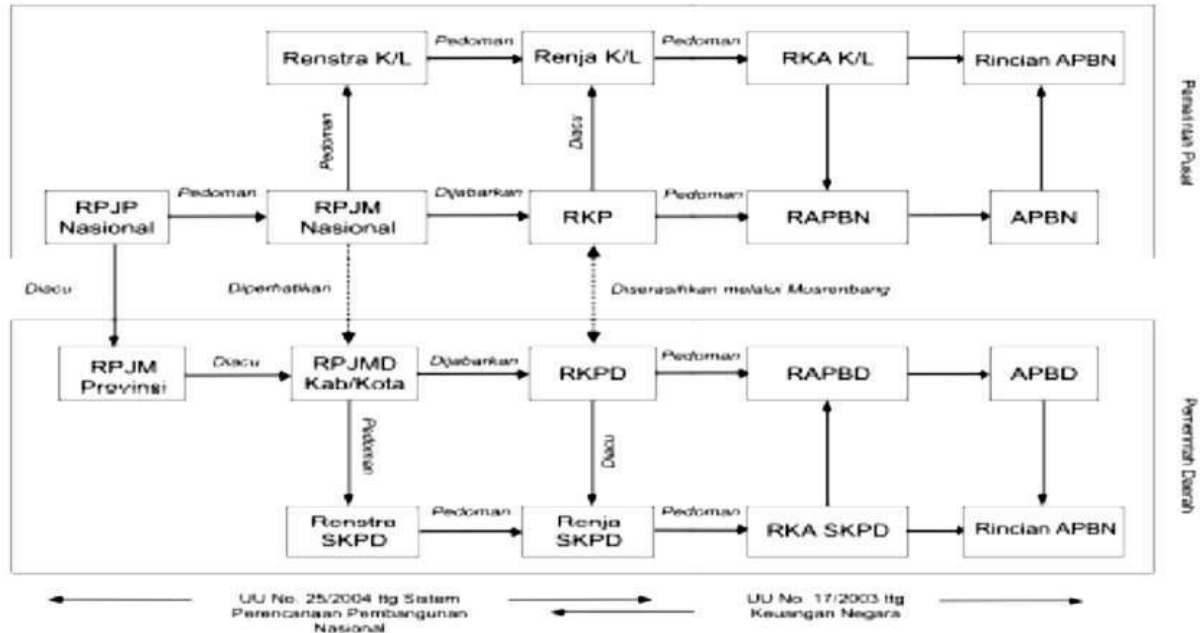 Pedoman
Pedoman
Renstra K/L
Renja K/L
RKA K/L
Rincian APBN
Pedoman
Diacu
Pemerintah Pusat
Pedoman
Dijabarkan
Pedoman
RPJP
Nasional
RPJM
Nasional
RKP
RAPBN
APBN
Diacu
Diperhatikan
Diserasihkan melalui Musrenbang
Diacu
Dijabarkan
Pedoman
RPJM
Provinsi
RPJMD
Kab/Kota
RKPD
RAPBD
APBD
Pedoman
Diacu
Pemerintah Daerah
Pedoman
Pedoman
Renstra
SKPD
Renja
SKPD
RKA SKPD
Rincian APBN
UU No. 25/2004 ttg Sistem
Perencanaan Pembangunan
Nasional
UU No. 17/2003 ttg
Keuangan Negara